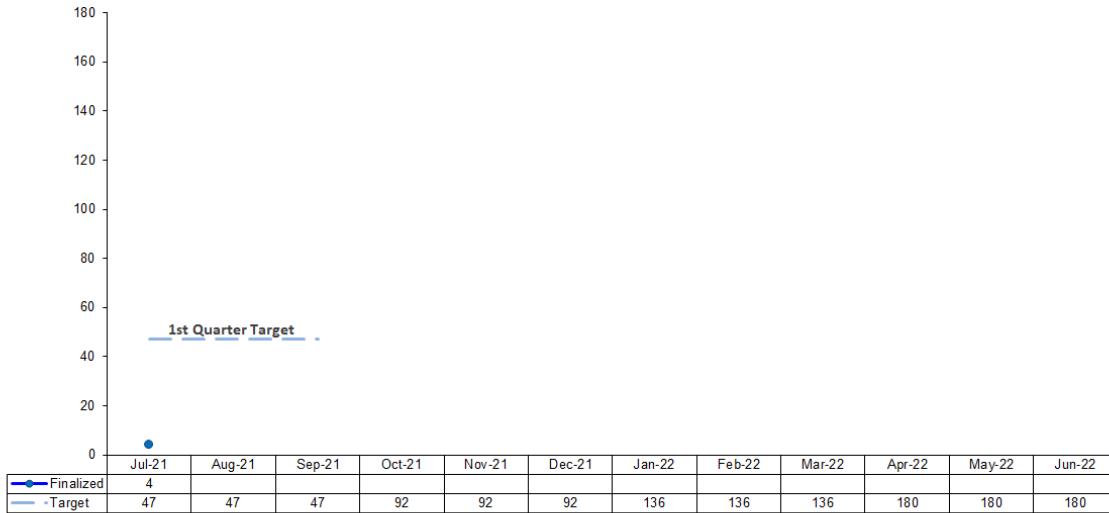 180
160
140
120
100
80
60
1st Quarter Target
40
20
0
Jul-21 Aug-21 Sep-21 Oct-21 Nov-21 Dec-21 Jan-22 Feb-22 Mar-22 Apr-22 May-22 Jun-22
Finalized 4
Target 47 47 47 92 92 92 136 136 136 180 180 180